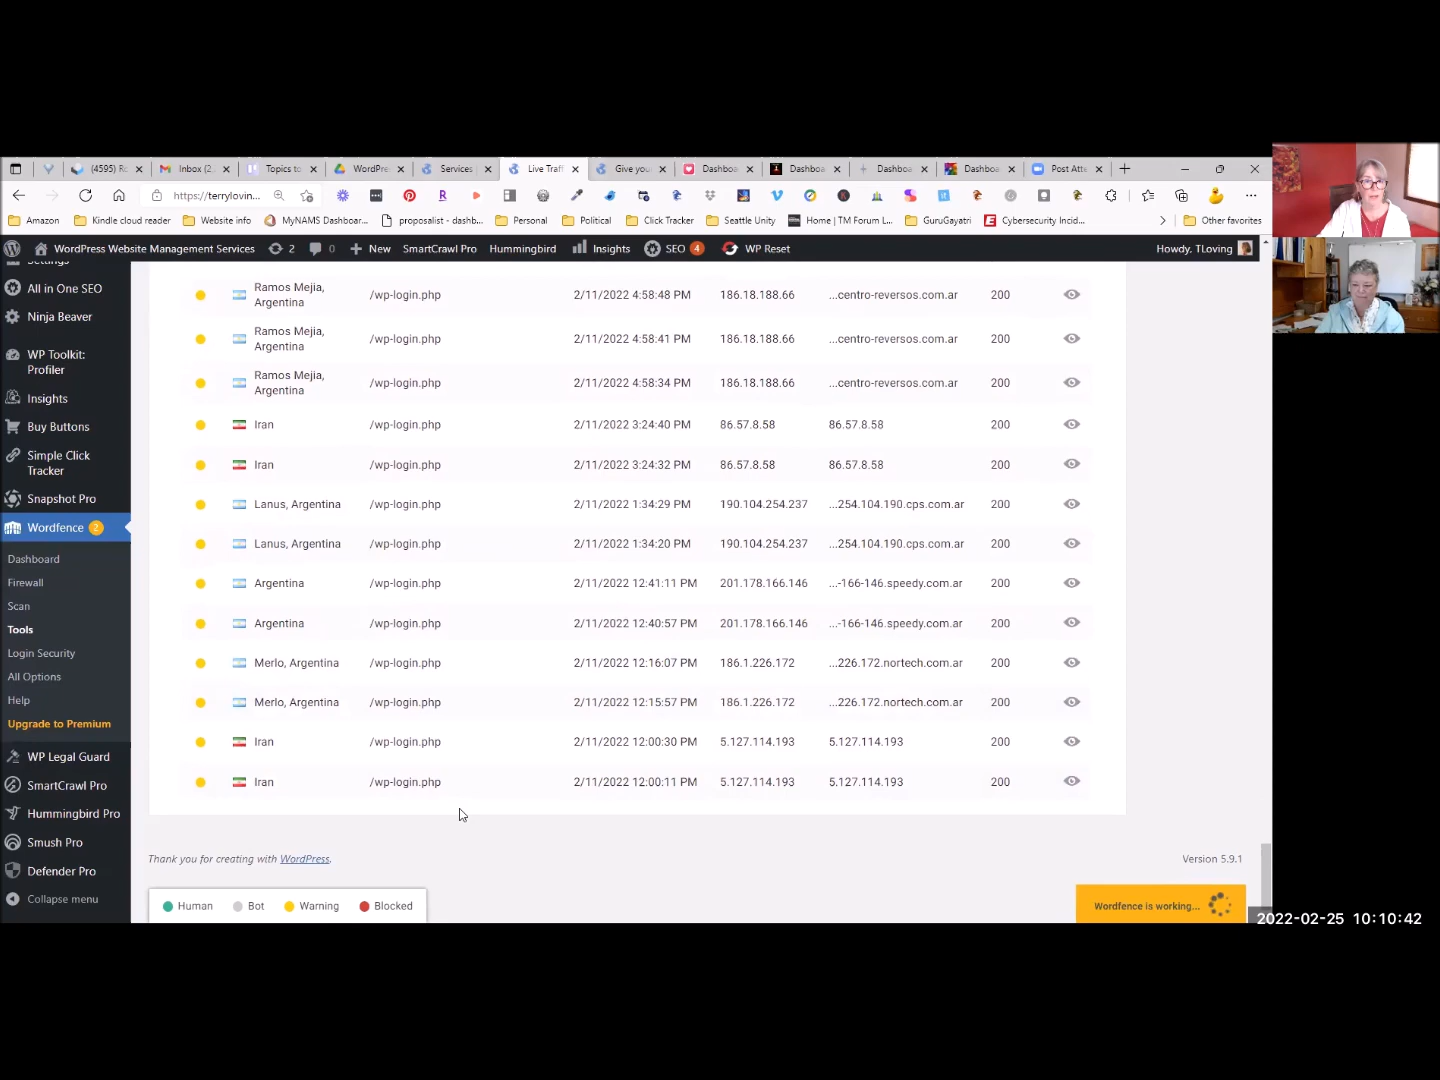 (4595) R
Inbox (2
Topics to
WordPre
Services
Live Traff
Give you
Dashboa
Dashboa
Dashboa
Dashboa
Post Atte
https://terrylovin...
Amazon
Kindle cloud reader
Website info
MyNAMS Dashboar...
proposalist - dashb...
Personal
Political
Click Tracker
Seattle Unity
Home | TM Forum L...
GuruGayatri
Cybersecurity Incid...
Other favorites
WordPress Website Management Services
2
0
New
SmartCrawl Pro
Hummingbird
Insights
SEO 4
WP Reset
Howdy, TLoving
Settings
All in One SEO
Ninja Beaver
WP Toolkit:
Profiler
Insights
Buy Buttons
Simple Click
Tracker
Snapshot Pro
Wordfence 2
Dashboard
Firewall
Scan
Tools
Login Security
All Options
Help
Upgrade to Premium
WP Legal Guard
SmartCrawl Pro
Hummingbird Pro
Smush Pro
Defender Pro
Collapse menu
Ramos Mejia,
Argentina /wp-login.php 2/11/2022 4:58:48 PM 186.18.188.66 ...centro-reversos.com.ar 200
Ramos Mejia,
Argentina /wp-login.php 2/11/2022 4:58:41 PM 186.18.188.66 ...centro-reversos.com.ar 200
Ramos Mejia,
Argentina /wp-login.php 2/11/2022 4:58:34 PM 186.18.188.66 ...centro-reversos.com.ar 200
Iran /wp-login.php 2/11/2022 3:24:40 PM 86.57.8.58 86.57.8.58 200
Iran /wp-login.php 2/11/2022 3:24:32 PM 86.57.8.58 86.57.8.58 200
Lanus, Argentina /wp-login.php 2/11/2022 1:34:29 PM 190.104.254.237 ...254.104.190.cps.com.ar 200
Lanus, Argentina /wp-login.php 2/11/2022 1:34:20 PM 190.104.254.237 ...254.104.190.cps.com.ar 200
Argentina /wp-login.php 2/11/2022 12:41:11 PM 201.178.166.146 ...-166-146.speedy.com.ar 200
Argentina /wp-login.php 2/11/2022 12:40:57 PM 201.178.166.146 ...-166-146.speedy.com.ar 200
Merlo, Argentina /wp-login.php 2/11/2022 12:16:07 PM 186.1.226.172 ...226.172.nortech.com.ar 200
Merlo, Argentina /wp-login.php 2/11/2022 12:15:57 PM 186.1.226.172 ...226.172.nortech.com.ar 200
Iran /wp-login.php 2/11/2022 12:00:30 PM 5.127.114.193 5.127.114.193 200
Iran /wp-login.php 2/11/2022 12:00:11 PM 5.127.114.193 5.127.114.193 200
Thank you for creating with WordPress.
Version 5.9.1
Human Bot Warning Blocked
Wordfence is working...
2022-02-25 10:10:42